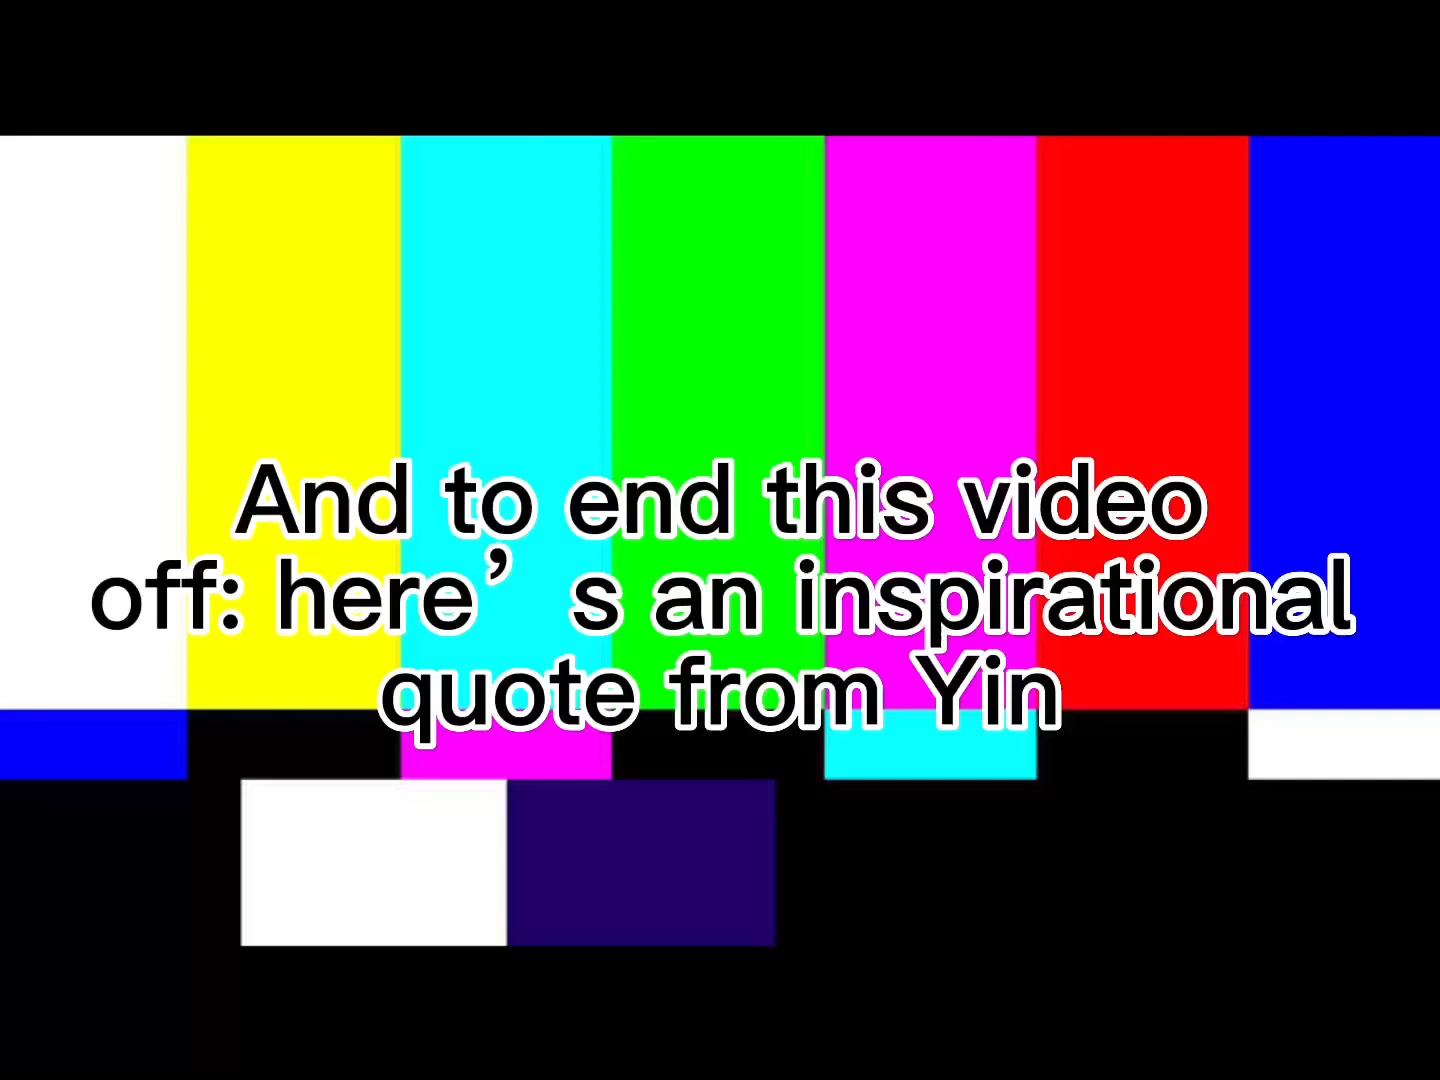 And to end this video
off: here’s an inspirational
quote from Yin